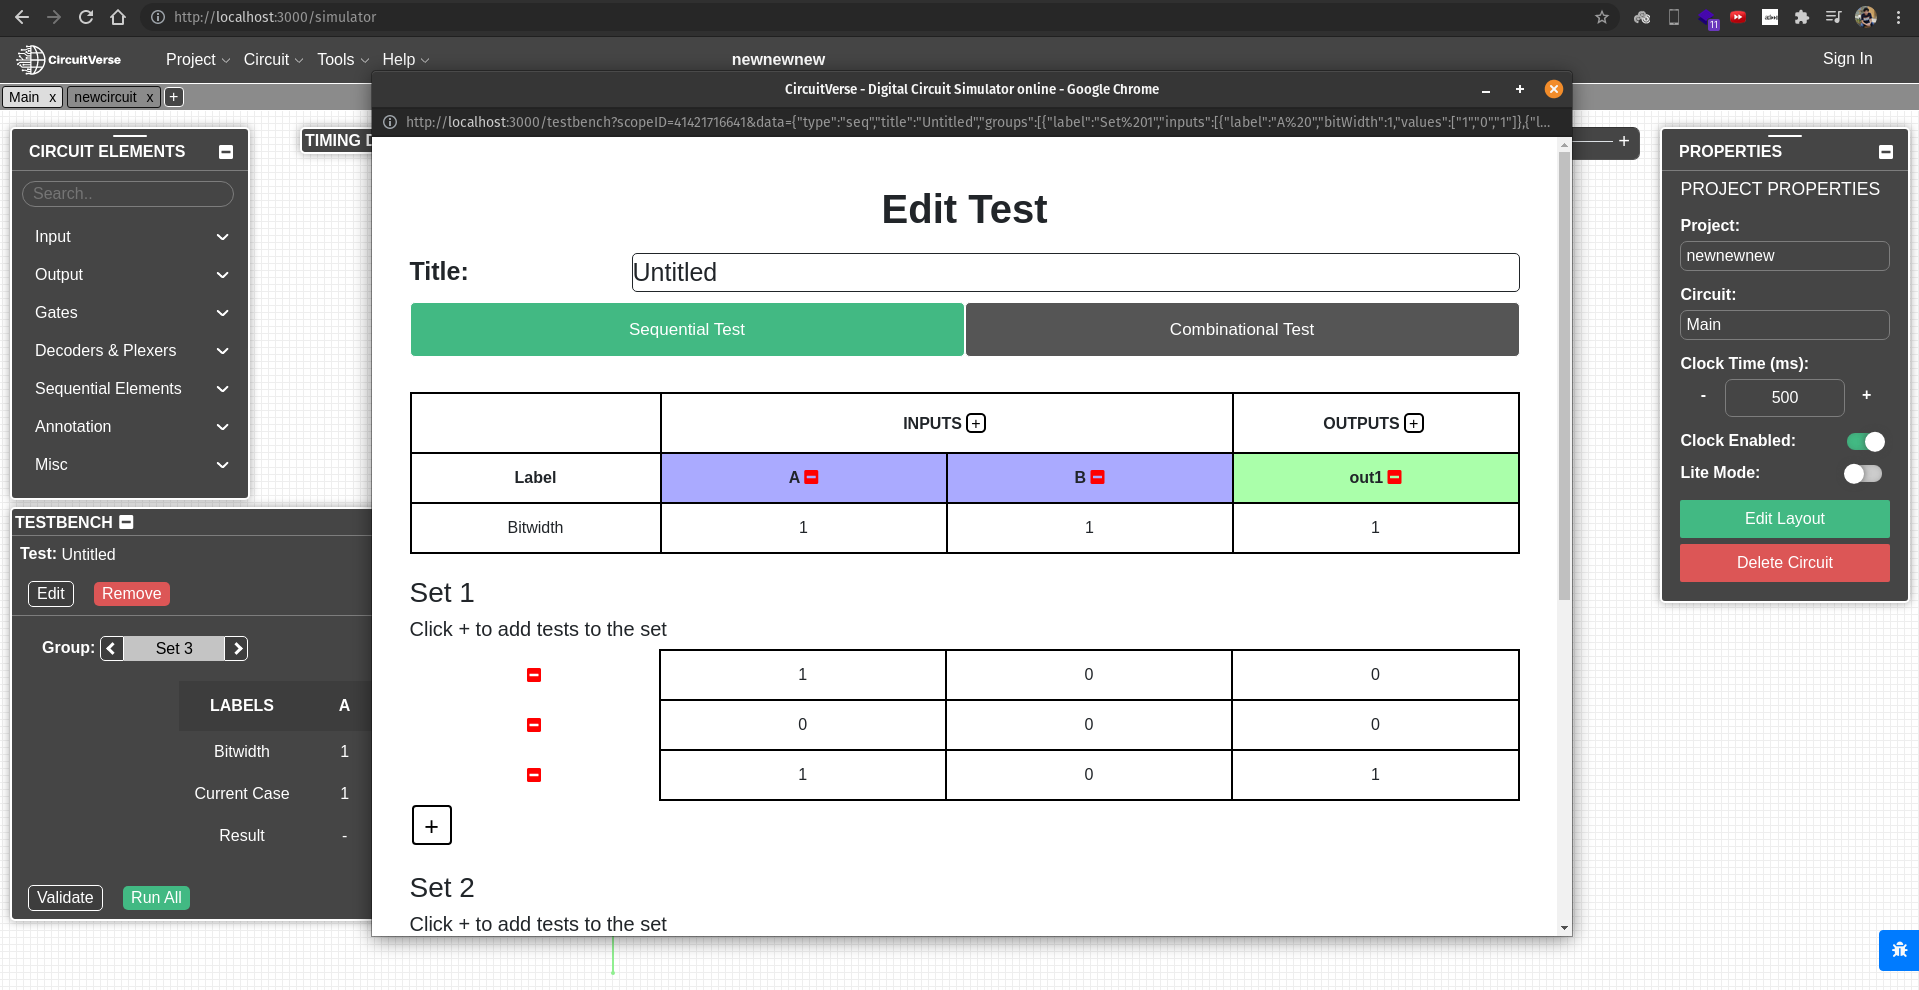 http://localhost:3000/simulator
11
CircuitVerse
Project
Circuit
Tools
Help
newnewnew
Sign In
Main x
newcircuit x
+
CircuitVerse - Digital Circuit Simulator online - Google Chrome
http://localhost:3000/testbench?scopeID=41421716641&data={"type":"seq","title":"Untitled","groups":[{"label":"Set%201","inputs":[{"label":"A%20","bitWidth":1,"values":["1","0","1"]},{"l...
CIRCUIT ELEMENTS
Search..
Input
Output
Gates
Decoders & Plexers
Sequential Elements
Annotation
Misc
TIMING D
TESTBENCH
Test: Untitled
Edit
Remove
Group:
Set 3
LABELS A
Bitwidth 1
Current Case 1
Result -
Validate
Run All
Edit Test
Title:
Untitled
Sequential Test
Combinational Test
INPUTS +
OUTPUTS +
Label A B out1
Bitwidth 1 1 1
Set 1
Click + to add tests to the set
1 0 0
0 0 0
1 0 1
+
Set 2
Click + to add tests to the set
+
PROPERTIES
PROJECT PROPERTIES
Project:
newnewnew
Circuit:
Main
Clock Time (ms):
- 500 +
Clock Enabled:
Lite Mode:
Edit Layout
Delete Circuit